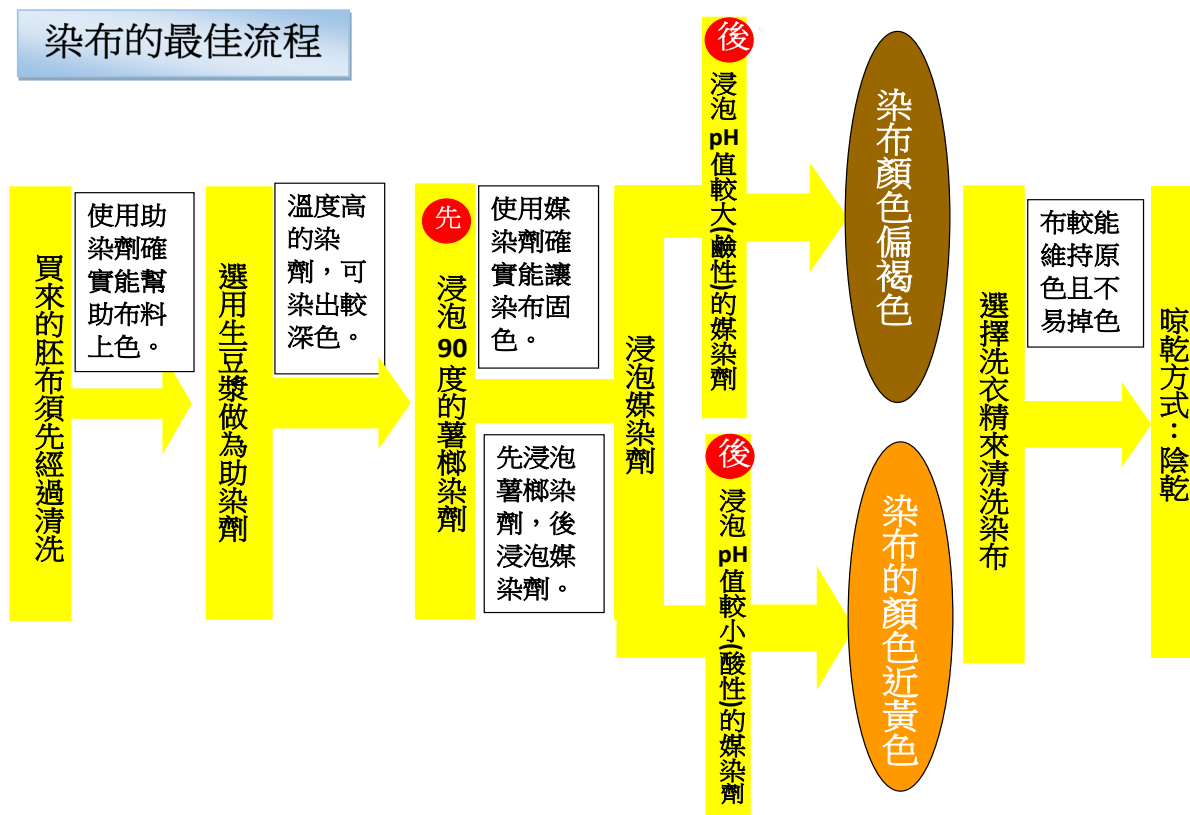 染布的最佳流程
買來的胚布須先經過清洗
使用助
染劑確
實能幫
助布料
上色。
選用生豆漿做為助染劑
溫度高
的染
劑，可
染出較
深色。
先
浸泡90度的薯榔染劑
使用媒
染劑確
實能讓
染布固
色。
先浸泡
薯榔染
劑，後
浸泡媒
染劑。
浸泡媒染劑
後
浸泡pH值較大(鹼性)的媒染劑
染布顏色偏褐色
後
浸泡pH值較小(酸性)的媒染劑
染布的顏色近黃色
選擇洗衣精來清洗染布
布較能
維持原
色且不
易掉色
晾乾方式：陰乾